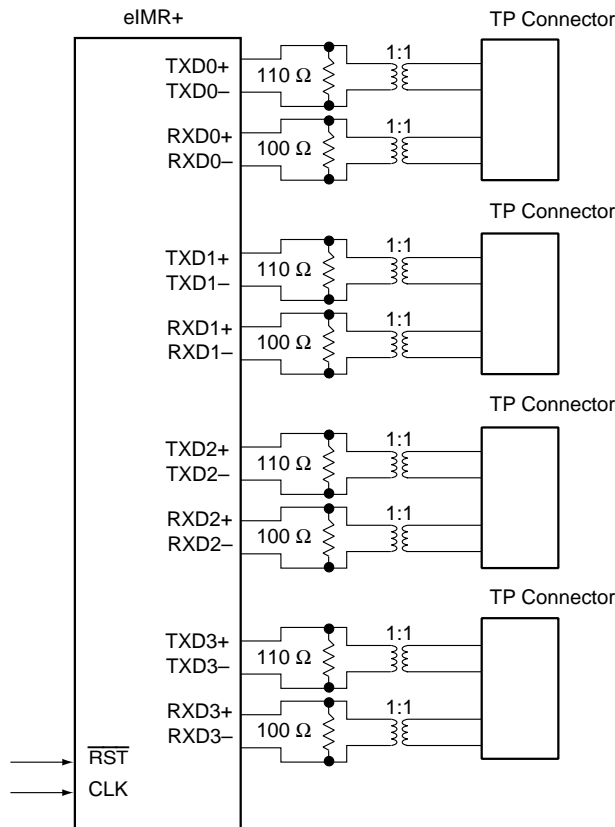 eIMR+
TP Connector
TXD0+
TXD0–
110 Ω
1:1
RXD0+
RXD0–
100 Ω
1:1
TP Connector
TXD1+
TXD1–
110 Ω
1:1
RXD1+
RXD1–
100 Ω
1:1
TP Connector
TXD2+
TXD2–
110 Ω
1:1
RXD2+
RXD2–
100 Ω
1:1
TP Connector
TXD3+
TXD3–
110 Ω
1:1
RXD3+
RXD3–
100 Ω
1:1
RST
CLK